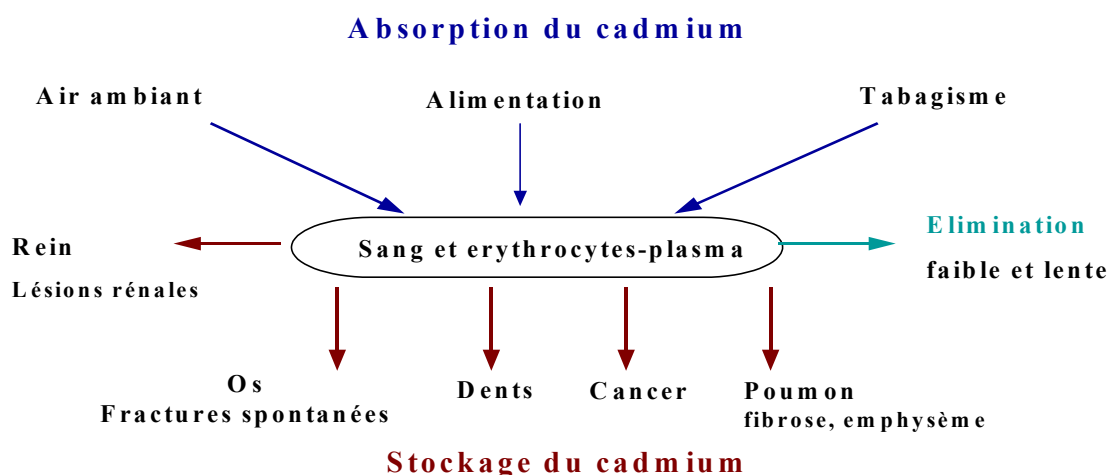 Absorption du cadmium
Air ambiant
Alimentation
Tabagisme
Sang et erythrocytes-plasma
Elimination
faible et lente
Rein
Lésions rénales
Os
Fractures spontanées
Dents
Cancer
Poumon
fibrose, emphysème
Stockage du cadmium